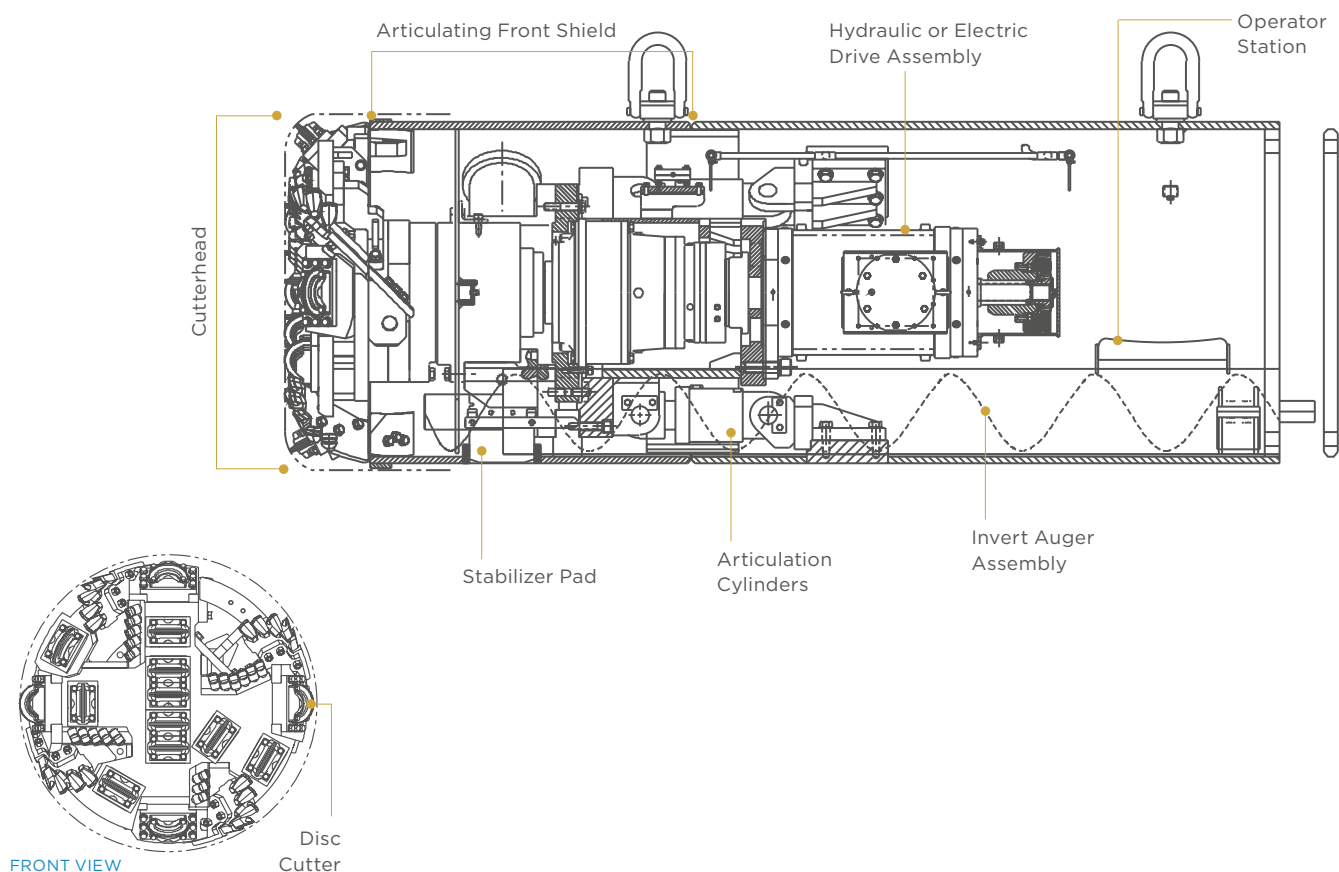 Articulating Front Shield
Hydraulic or Electric
Drive Assembly
Operator
Station
Cutterhead
Stabilizer Pad
Articulation
Cylinders
Invert Auger
Assembly
Disc
Cutter
FRONT VIEW